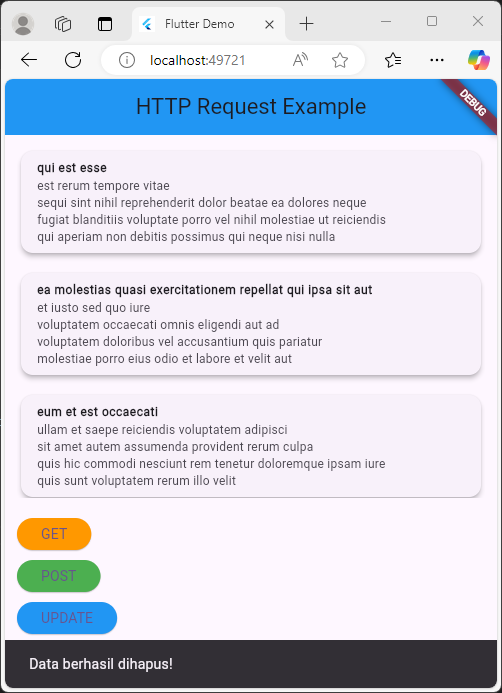 Flutter Demo
localhost:49721
HTTP Request Example
DEBUG
qui est esse
est rerum tempore vitae
sequi sint nihil reprehenderit dolor beatae ea dolores neque
fugiat blanditiis voluptate porro vel nihil molestiae ut reiciendis
qui aperiam non debitis possimus qui neque nisi nulla
ea molestias quasi exercitationem repellat qui ipsa sit aut
et iusto sed quo iure
voluptatem occaecati omnis eligendi aut ad
voluptatem doloribus vel accusantium quis pariatur
molestiae porro eius odio et labore et velit aut
eum et est occaecati
ullam et saepe reiciendis voluptatem adipisci
sit amet autem assumenda provident rerum culpa
quis hic commodi nesciunt rem tenetur doloremque ipsam iure
quis sunt voluptatem rerum illo velit
GET
POST
UPDATE
Data berhasil dihapus!